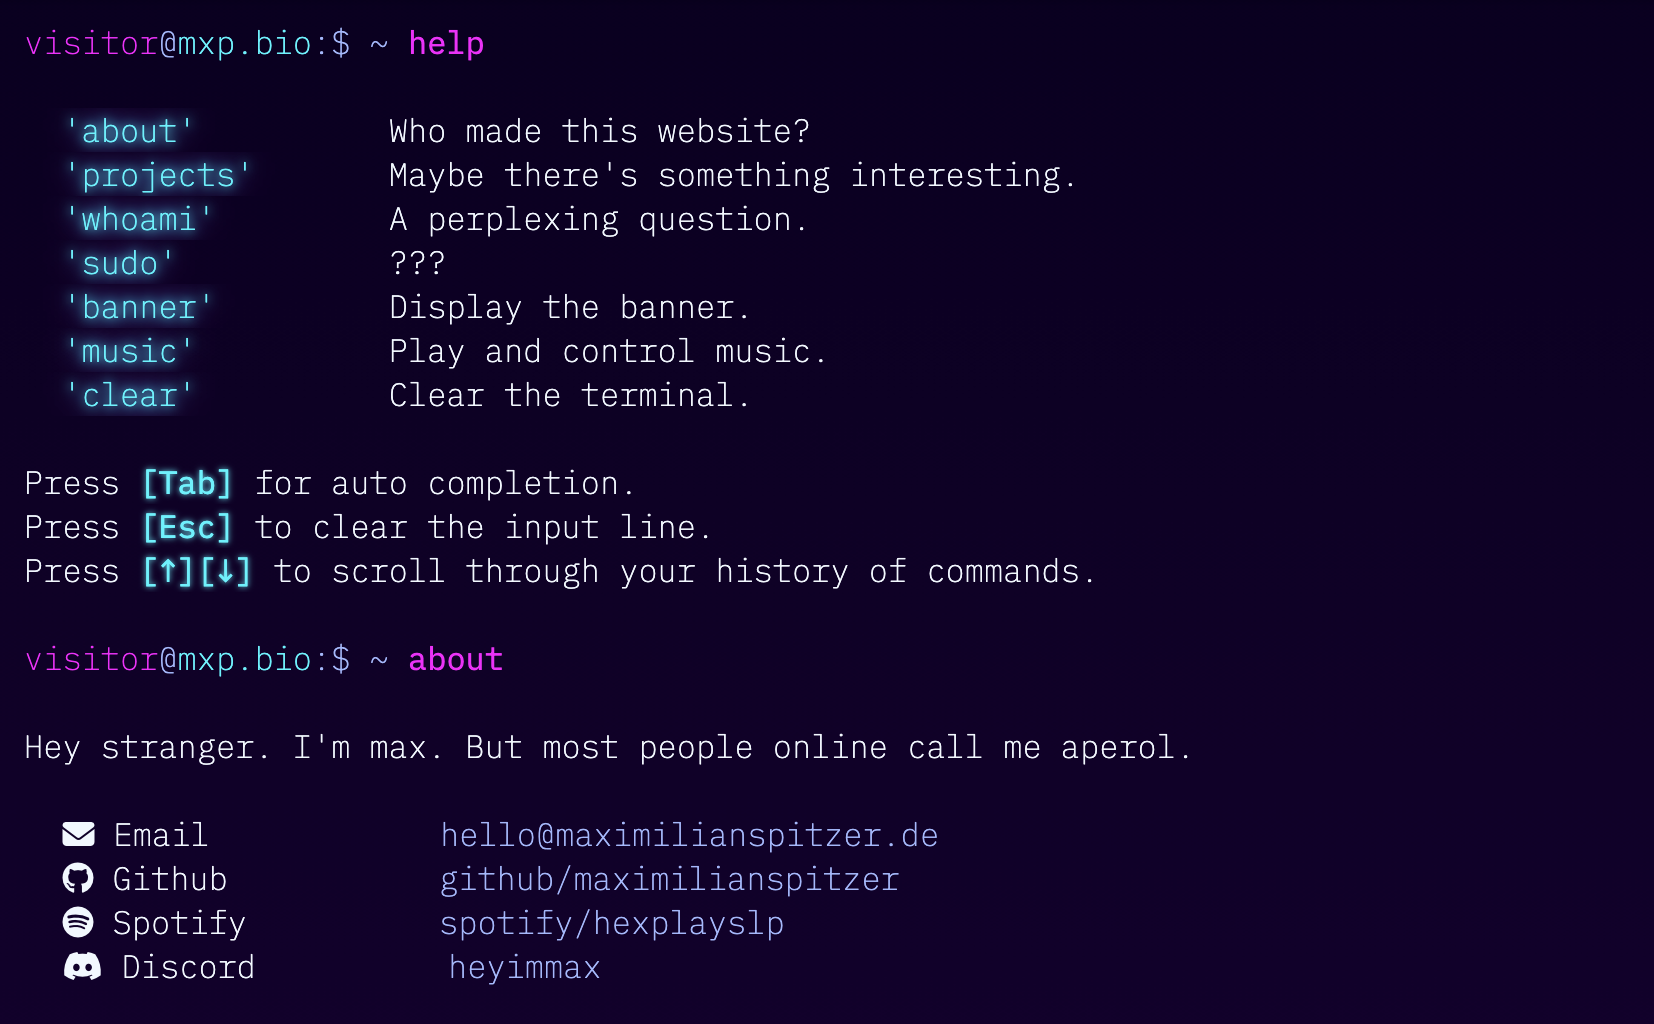 visitor@mxp.bio:$ ~ help
'about' Who made this website?
'projects' Maybe there's something interesting.
'whoami' A perplexing question.
'sudo' ???
'banner' Display the banner.
'music' Play and control music.
'clear' Clear the terminal.
Press [Tab] for auto completion.
Press [Esc] to clear the input line.
Press [↑][↓] to scroll through your history of commands.
visitor@mxp.bio:$ ~ about
Hey stranger. I'm max. But most people online call me aperol.
Email hello@maximilianspitzer.de
Github github/maximilianspitzer
Spotify spotify/hexplayslp
Discord heyimmax